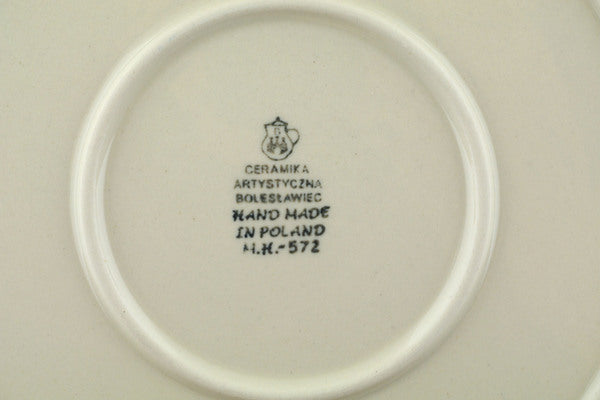 CERAMIKA
ARTYSTYCZNA
BOLESŁAWIEC
HAND MADE
IN POLAND
M.H.-572